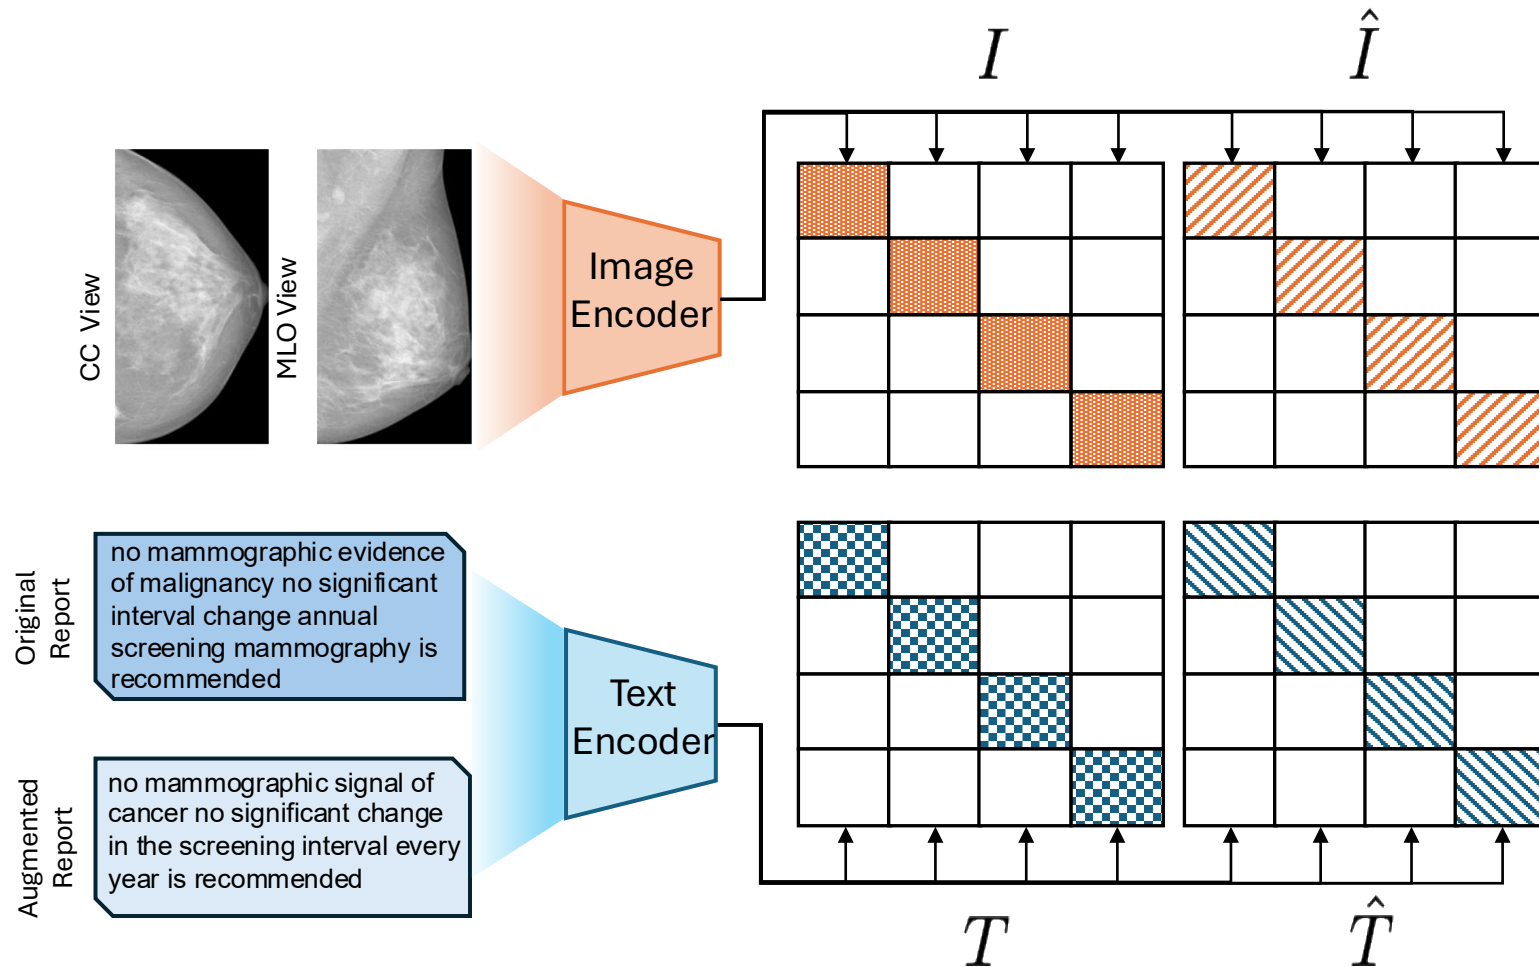 I
Î
CC View
MLO View
Image
Encoder
Original
Report
no mammographic evidence
of malignancy no significant
interval change annual
screening mammography is
recommended
Text
Encoder
Augmented
Report
no mammographic signal of
cancer no significant change
in the screening interval every
year is recommended
T
T̂